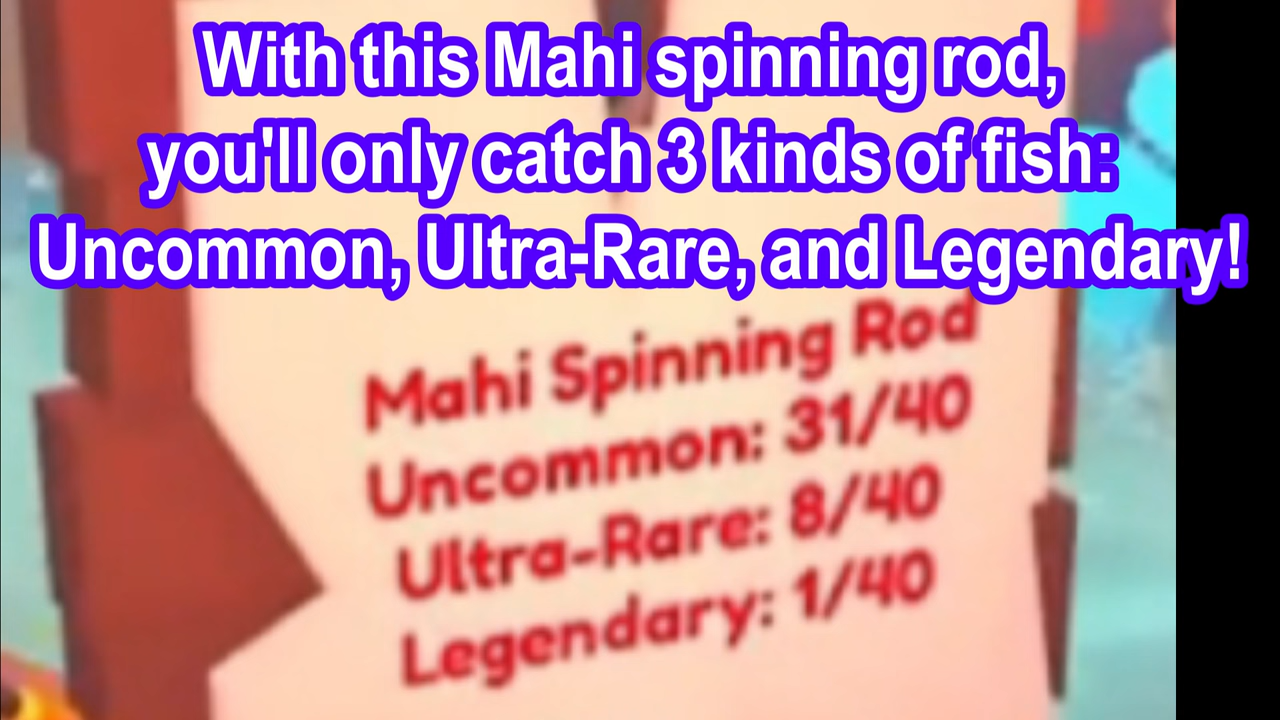 With this Mahi spinning rod,
you'll only catch 3 kinds of fish:
Uncommon, Ultra-Rare, and Legendary!
Mahi Spinning Rod
Uncommon: 31/40
Ultra-Rare: 8/40
Legendary: 1/40